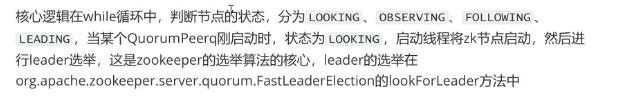 核心逻辑在while循环中，判断节点的状态，分为 LOOKING、OBSERVING、FOLLOWING、
LEADING，当某个QuorumPeerq刚启动时，状态为 LOOKING，启动线程将zk节点启动，然后进
行leader选举，这是zookeeper的选举算法的核心，leader的选举在
org.apache.zookeeper.server.quorum.FastLeaderElection的lookForLeader方法中